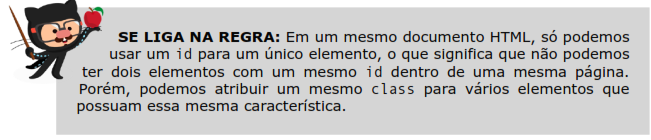 SE LIGA NA REGRA: Em um mesmo documento HTML, só podemos
usar um id para um único elemento, o que significa que não podemos
ter dois elementos com um mesmo id dentro de uma mesma página.
Porém, podemos atribuir um mesmo class para vários elementos que
possuam essa mesma característica.